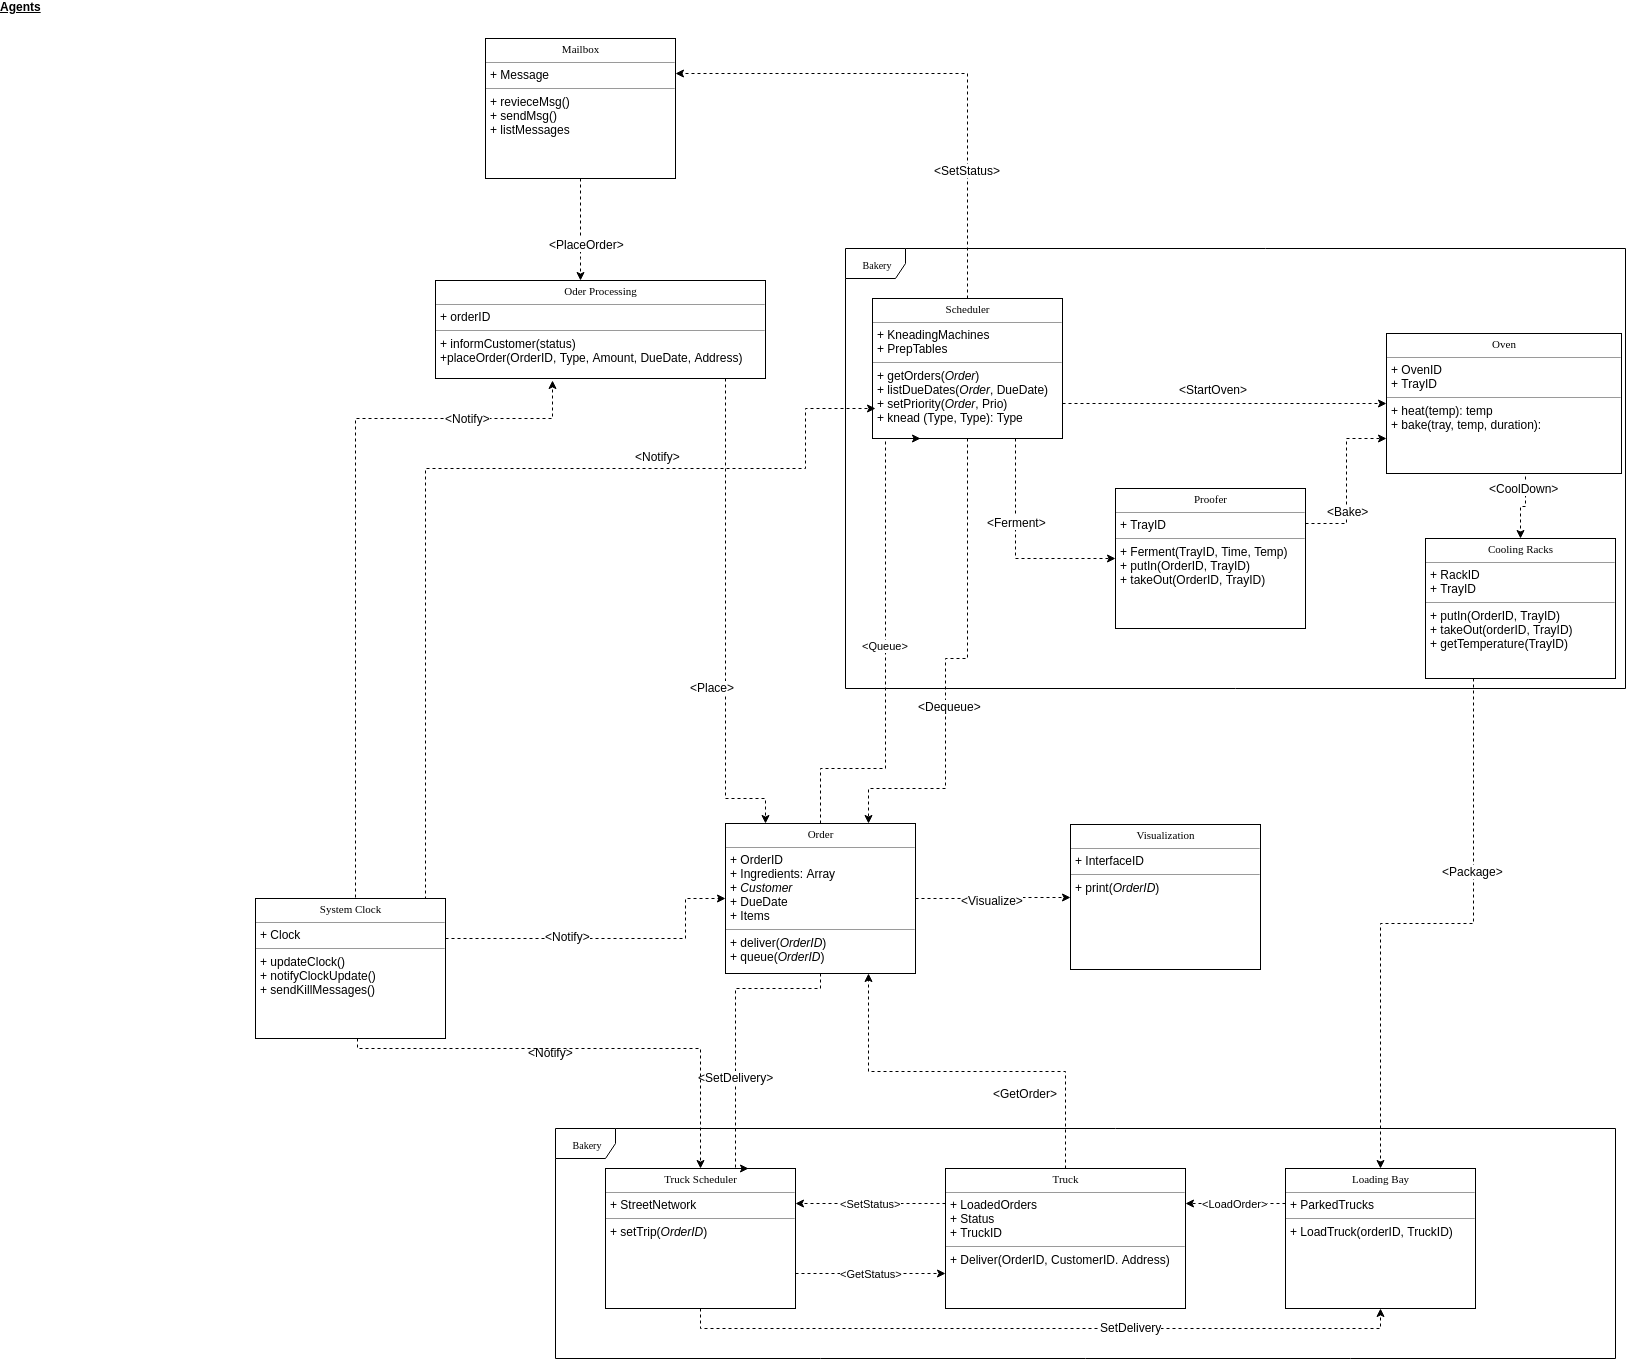 Agents
Mailbox
+ Message
+ revieceMsg()
+ sendMsg()
+ listMessages
<SetStatus>
<PlaceOrder>
Bakery
Oder Processing
+ orderID
+ informCustomer(status)
+placeOrder(OrderID, Type, Amount, DueDate, Address)
Scheduler
+ KneadingMachines
+ PrepTables
+ getOrders(Order)
+ listDueDates(Order, DueDate)
+ setPriority(Order, Prio)
+ knead (Type, Type): Type
<StartOven>
Oven
+ OvenID
+ TrayID
+ heat(temp): temp
+ bake(tray, temp, duration):
<Notify>
<Notify>
<CoolDown>
Proofer
+ TrayID
+ Ferment(TrayID, Time, Temp)
+ putIn(OrderID, TrayID)
+ takeOut(OrderID, TrayID)
<Bake>
<Ferment>
Cooling Racks
+ RackID
+ TrayID
+ putIn(OrderID, TrayID)
+ takeOut(orderID, TrayID)
+ getTemperature(TrayID)
<Queue>
<Place>
<Dequeue>
Order
+ OrderID
+ Ingredients: Array
+ Customer
+ DueDate
+ Items
+ deliver(OrderID)
+ queue(OrderID)
<Visualize>
Visualization
+ InterfaceID
+ print(OrderID)
<Package>
System Clock
+ Clock
+ updateClock()
+ notifyClockUpdate()
+ sendKillMessages()
<Notify>
<Notify>
<SetDelivery>
<GetOrder>
Bakery
Truck Scheduler
+ StreetNetwork
+ setTrip(OrderID)
<SetStatus>
<GetStatus>
Truck
+ LoadedOrders
+ Status
+ TruckID
+ Deliver(OrderID, CustomerID. Address)
<LoadOrder>
Loading Bay
+ ParkedTrucks
+ LoadTruck(orderID, TruckID)
SetDelivery